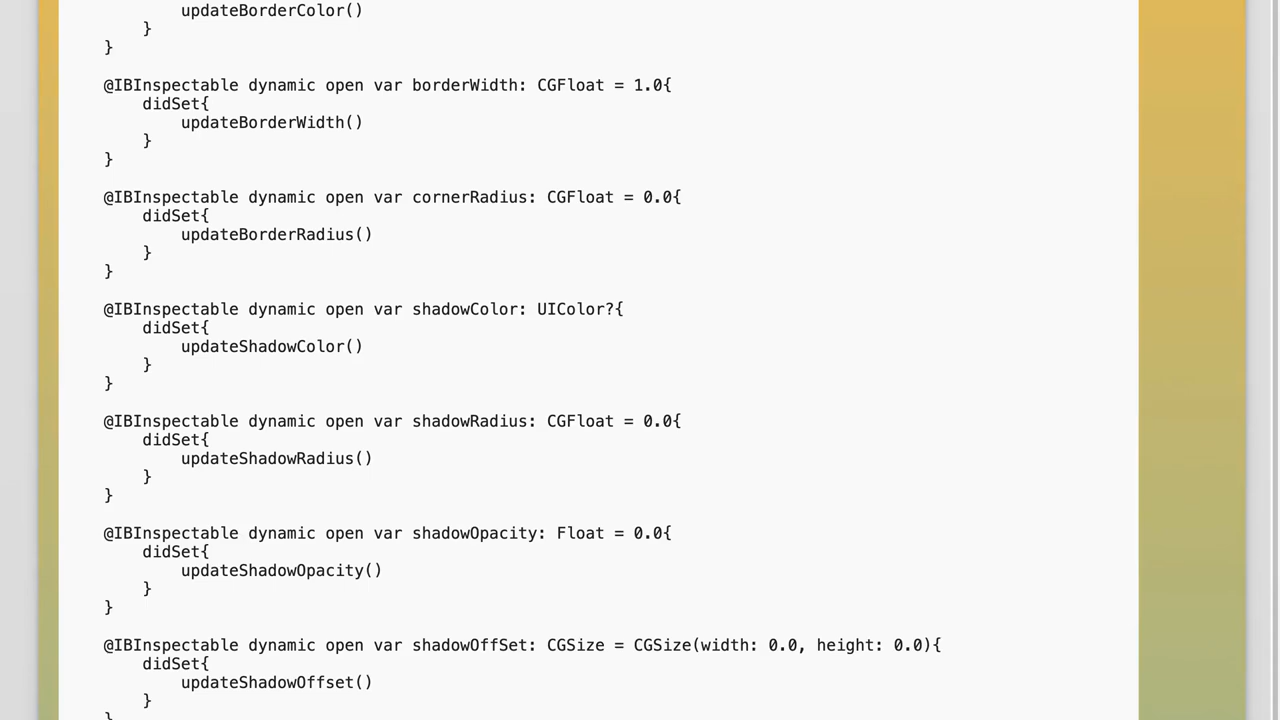 updateBorderColor()
}
}
@IBInspectable dynamic open var borderWidth: CGFloat = 1.0{
didSet{
updateBorderWidth()
}
}
@IBInspectable dynamic open var cornerRadius: CGFloat = 0.0{
didSet{
updateBorderRadius()
}
}
@IBInspectable dynamic open var shadowColor: UIColor?{
didSet{
updateShadowColor()
}
}
@IBInspectable dynamic open var shadowRadius: CGFloat = 0.0{
didSet{
updateShadowRadius()
}
}
@IBInspectable dynamic open var shadowOpacity: Float = 0.0{
didSet{
updateShadowOpacity()
}
}
@IBInspectable dynamic open var shadowOffSet: CGSize = CGSize(width: 0.0, height: 0.0){
didSet{
updateShadowOffset()
}
}